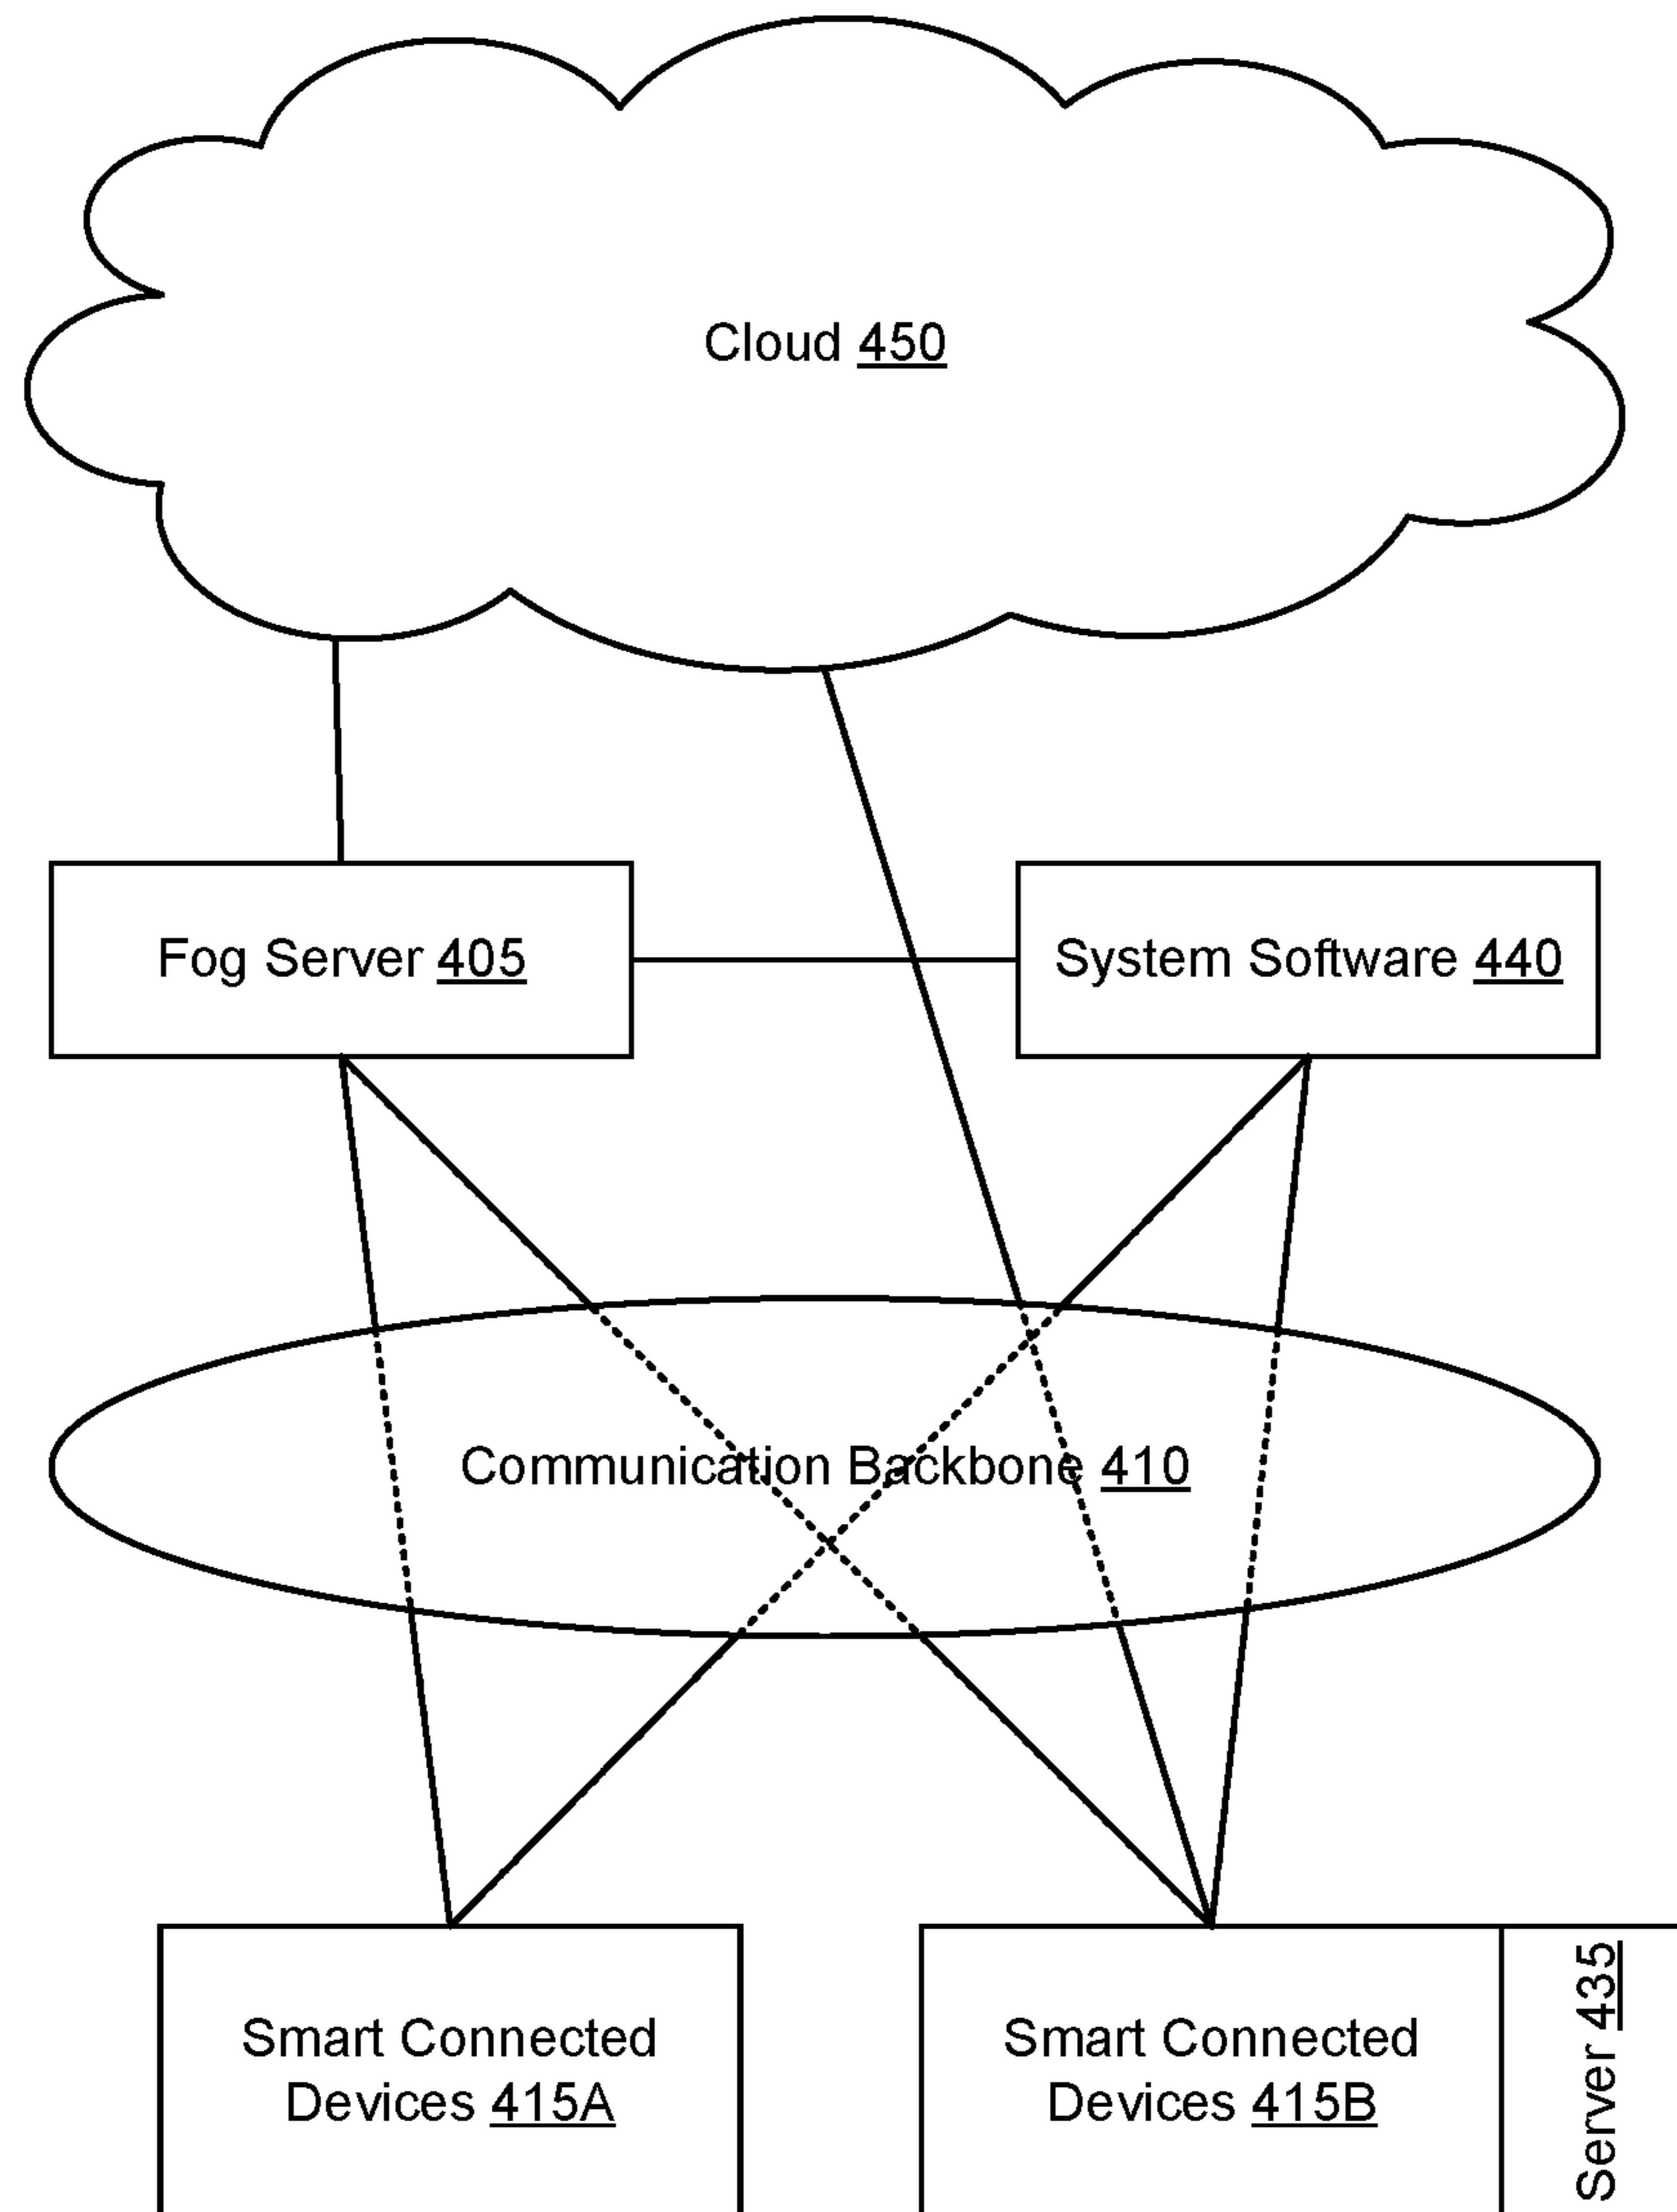 Cloud 450
Fog Server 405
System Software 440
Communication Backbone 410
Smart Connected
Devices 415A
Smart Connected
Devices 415B
Server 435